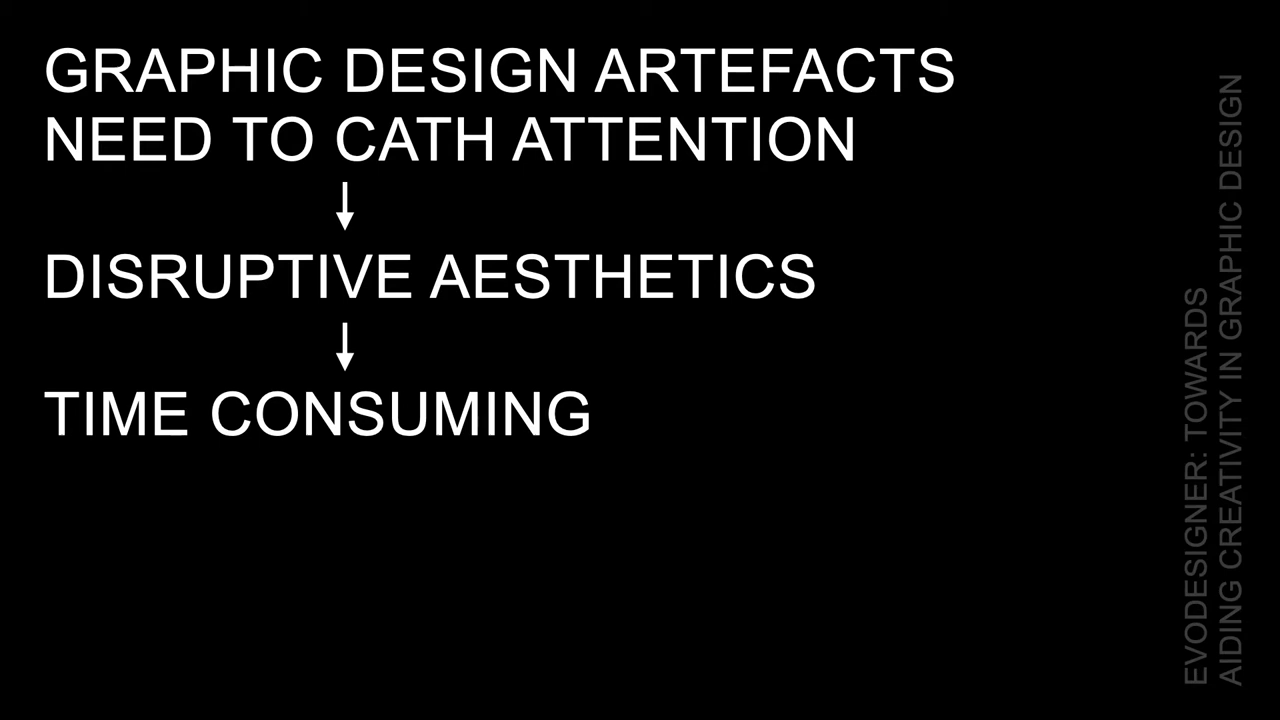 GRAPHIC DESIGN ARTEFACTS
NEED TO CATH ATTENTION
DISRUPTIVE AESTHETICS
TIME CONSUMING
EVODESIGNER: TOWARDS
AIDING CREATIVITY IN GRAPHIC DESIGN